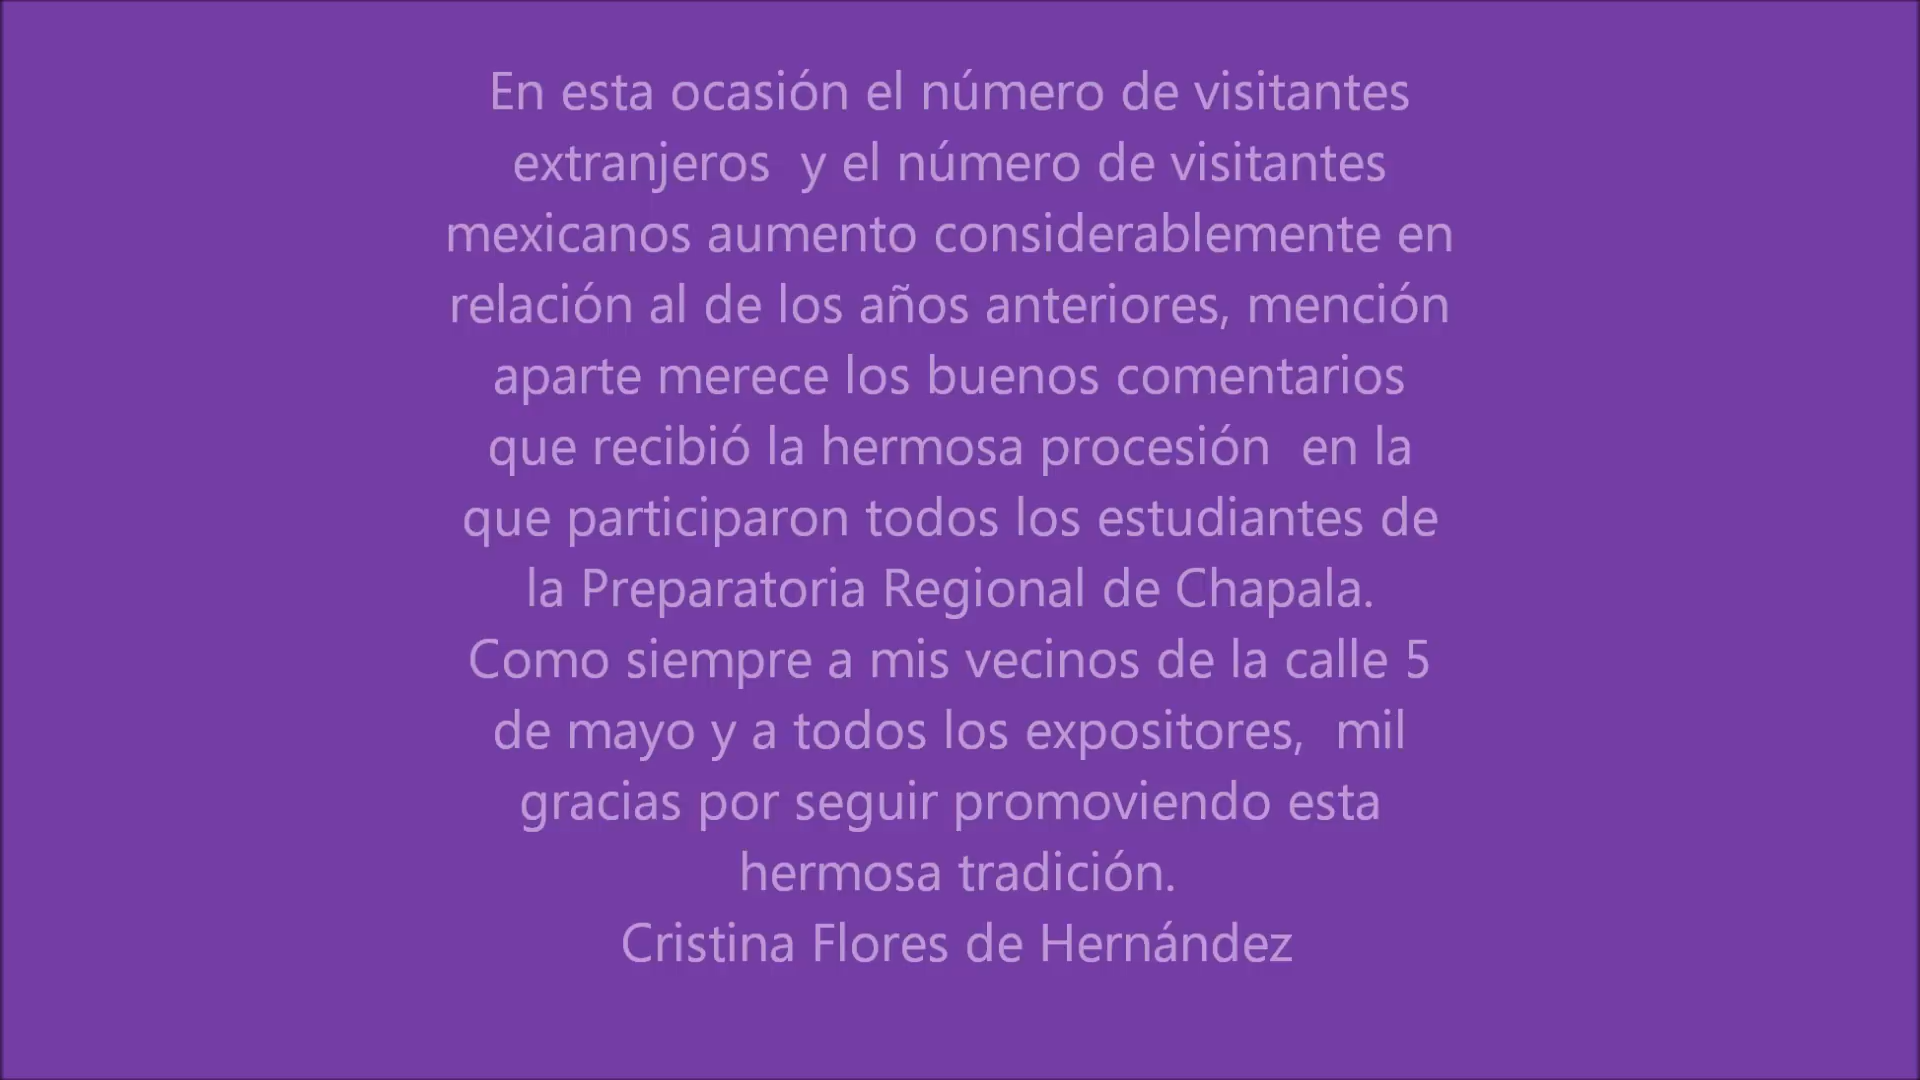 En esta ocasión el número de visitantes
extranjeros  y el número de visitantes
mexicanos aumento considerablemente en
relación al de los años anteriores, mención
aparte merece los buenos comentarios
que recibió la hermosa procesión  en la
que participaron todos los estudiantes de
la Preparatoria Regional de Chapala.
Como siempre a mis vecinos de la calle 5
de mayo y a todos los expositores,  mil
gracias por seguir promoviendo esta
hermosa tradición.
Cristina Flores de Hernández